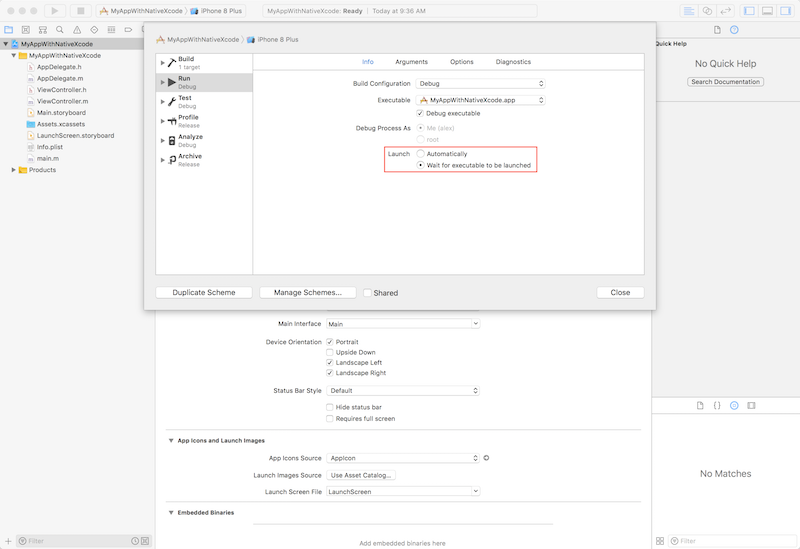 MyAppWithNativeXcode 〉 iPhone 8 Plus
MyAppWithNativeXcode: Ready | Today at 9:36 AM
MyAppWithNativeXcode
MyAppWithNativeXcode
AppDelegate.h
AppDelegate.m
ViewController.h
ViewController.m
Main.storyboard
Assets.xcassets
LaunchScreen.storyboard
Info.plist
main.m
Products
Filter
MyAppWithNativeXcode 〉 iPhone 8 Plus
Build
1 target
Run
Debug
Test
Debug
Profile
Release
Analyze
Debug
Archive
Release
Info Arguments Options Diagnostics
Build Configuration Debug
Executable MyAppWithNativeXcode.app
Debug executable
Debug Process As Me (alex)
root
Launch Automatically
Wait for executable to be launched
Duplicate Scheme Manage Schemes... Shared Close
Main Interface Main
Device Orientation Portrait
Upside Down
Landscape Left
Landscape Right
Status Bar Style Default
Hide status bar
Requires full screen
App Icons and Launch Images
App Icons Source AppIcon
Launch Images Source Use Asset Catalog...
Launch Screen File LaunchScreen
Embedded Binaries
Add embedded binaries here
Quick Help
No Quick Help
Search Documentation
No Matches
Filter